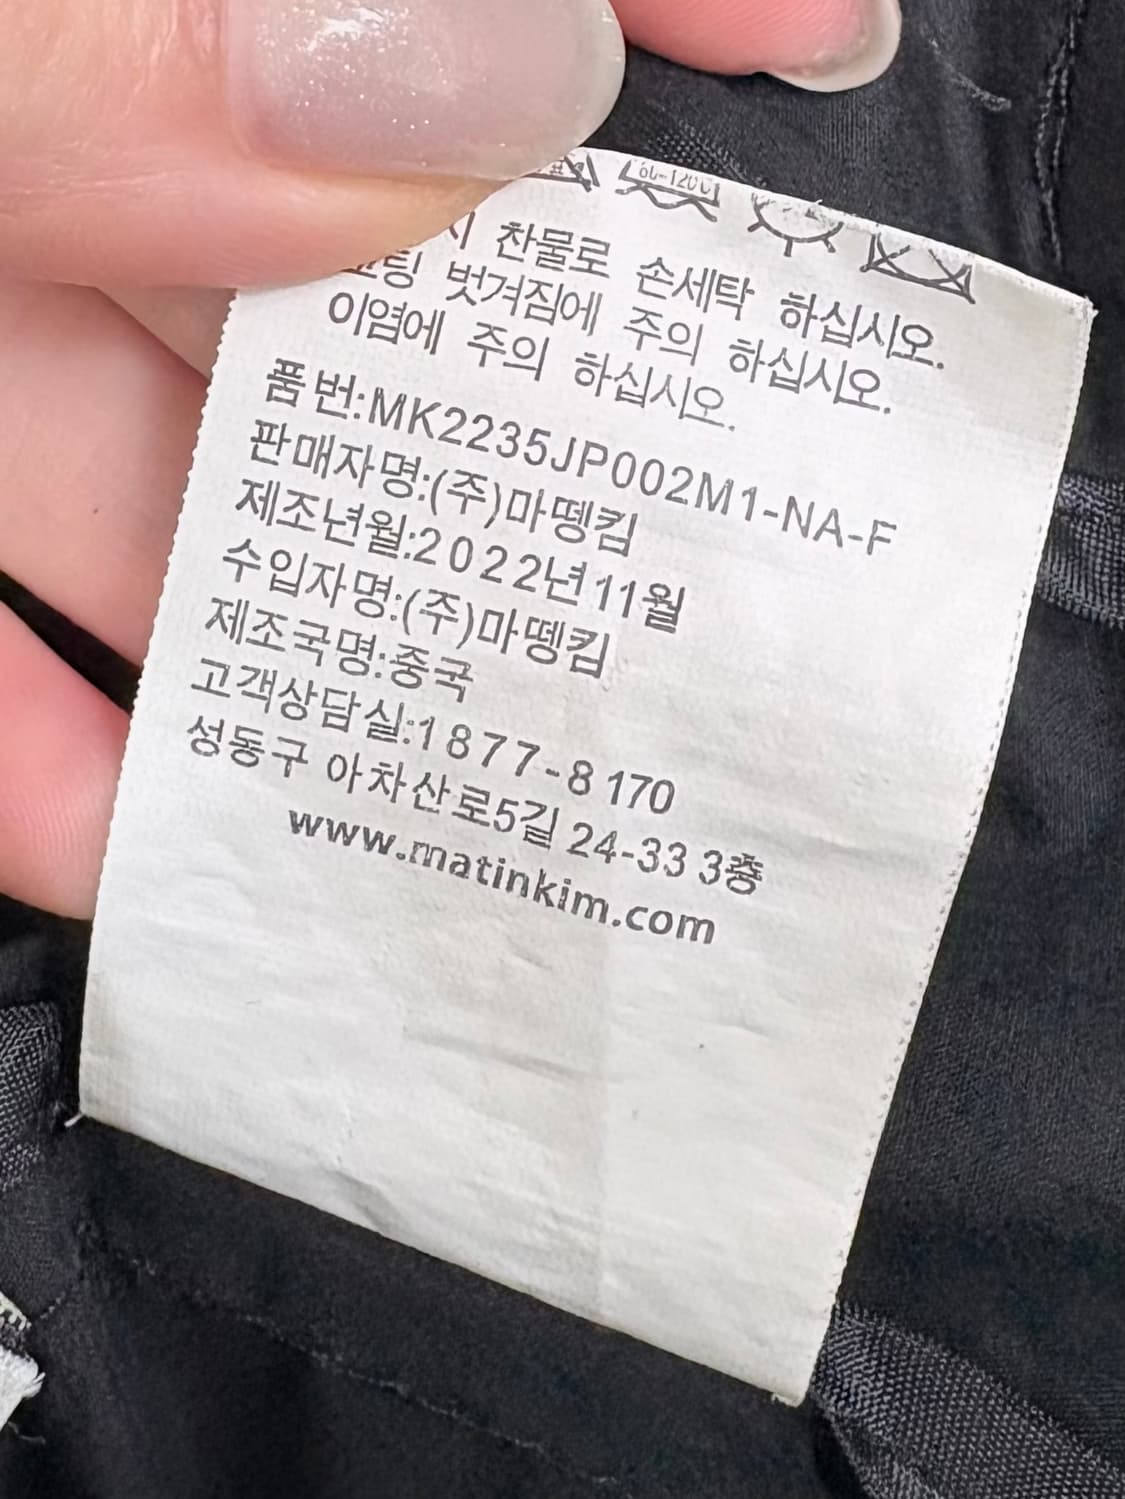 60-120℃
찬물로 손세탁 하십시오.
벗겨짐에 주의 하십시오.
이염에 주의 하십시오.
품번:MK2235JP002M1-NA-F
판매자명:(주)마뗑킴
제조년월:2022년11월
수입자명:(주)마뗑킴
제조국명:중국
고객상담실:1877-8170
성동구 아차산로5길 24-33 3층
www.matinkim.com